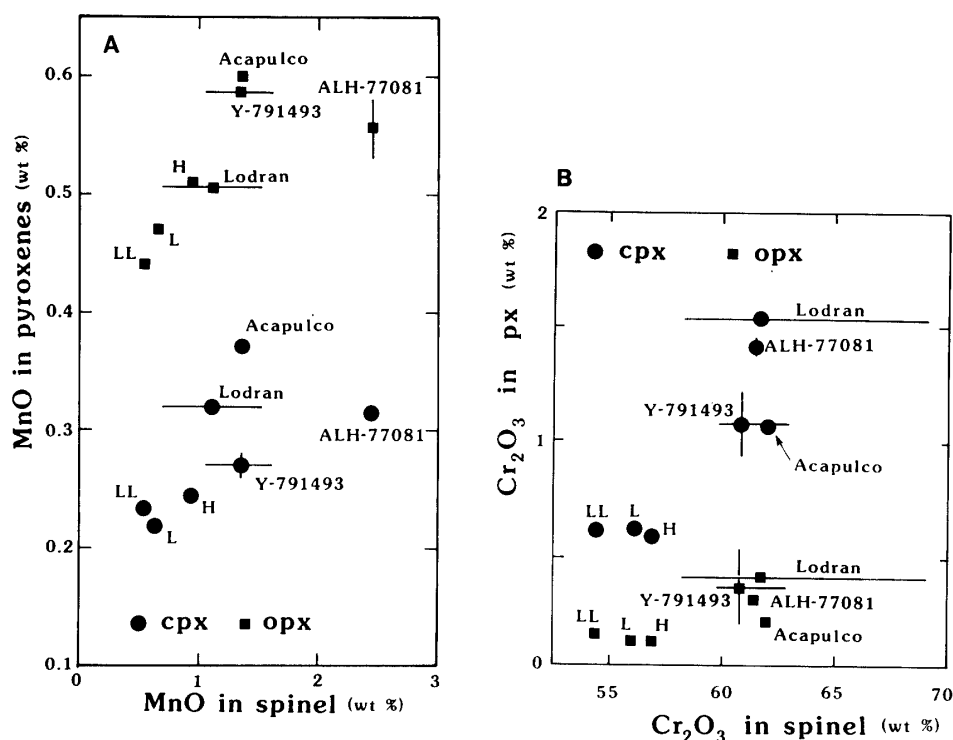 A
0.6
0.5
0.4
0.3
0.2
0.1
MnO in pyroxenes (wt %)
Acapulco
Y-791493
ALH-77081
H
Lodran
L
LL
Acapulco
Lodran
ALH-77081
Y-791493
LL
H
L
cpx opx
0 1 2 3
MnO in spinel (wt %)
B
2
1
0
Cr₂O₃ in px (wt %)
cpx opx
Lodran
ALH-77081
Y-791493
Acapulco
LL L H
Lodran
Y-791493 ALH-77081
Acapulco
LL L H
55 60 65 70
Cr₂O₃ in spinel (wt %)